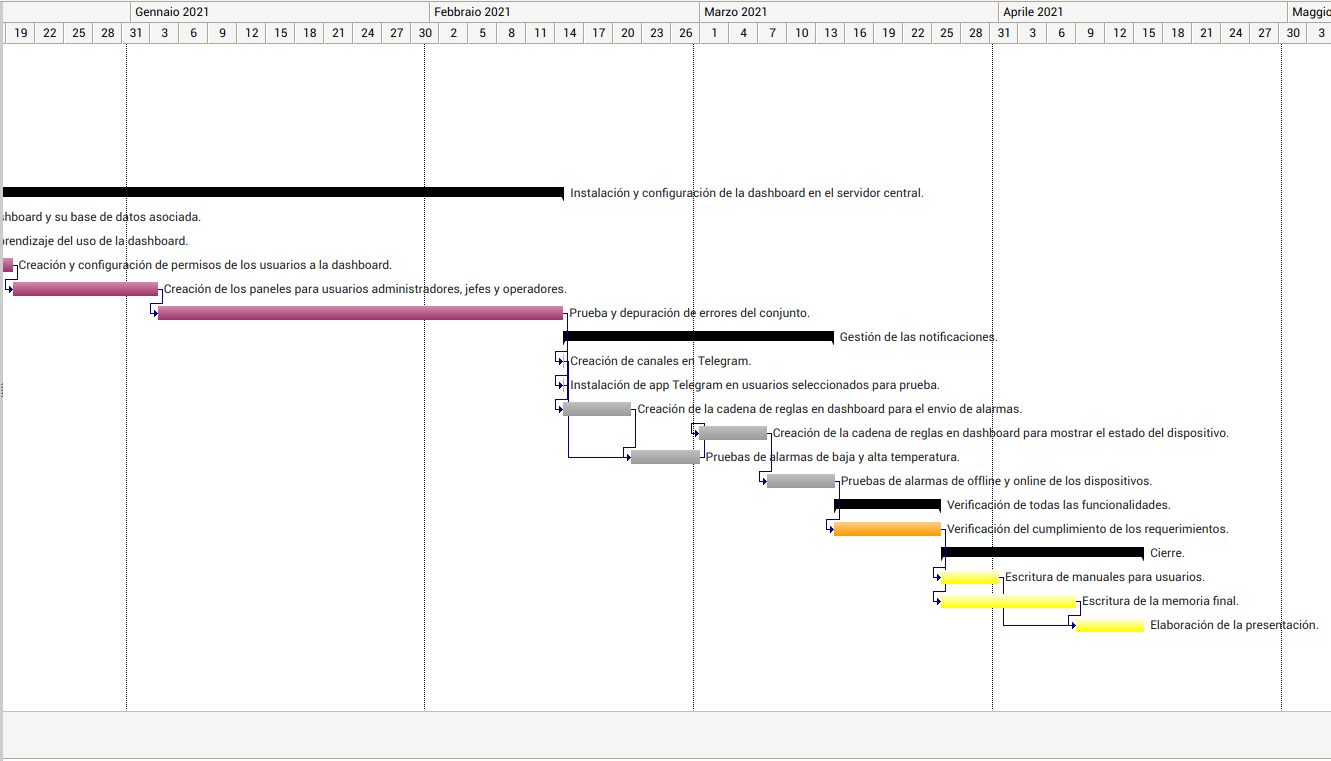 Gennaio 2021 Febbraio 2021 Marzo 2021 Aprile 2021 Maggio
19 22 25 28 31 3 6 9 12 15 18 21 24 27 30 2 5 8 11 14 17 20 23 26 1 4 7 10 13 16 19 22 25 28 31 3 6 9 12 15 18 21 24 27 30 3
Instalación y configuración de la dashboard en el servidor central.
shboard y su base de datos asociada.
prendizaje del uso de la dashboard.
Creación y configuración de permisos de los usuarios a la dashboard.
Creación de los paneles para usuarios administradores, jefes y operadores.
Prueba y depuración de errores del conjunto.
Gestión de las notificaciones.
Creación de canales en Telegram.
Instalación de app Telegram en usuarios seleccionados para prueba.
Creación de la cadena de reglas en dashboard para el envio de alarmas.
Creación de la cadena de reglas en dashboard para mostrar el estado del dispositivo.
Pruebas de alarmas de baja y alta temperatura.
Pruebas de alarmas de offline y online de los dispositivos.
Verificación de todas las funcionalidades.
Verificación del cumplimiento de los requerimientos.
Cierre.
Escritura de manuales para usuarios.
Escritura de la memoria final.
Elaboración de la presentación.